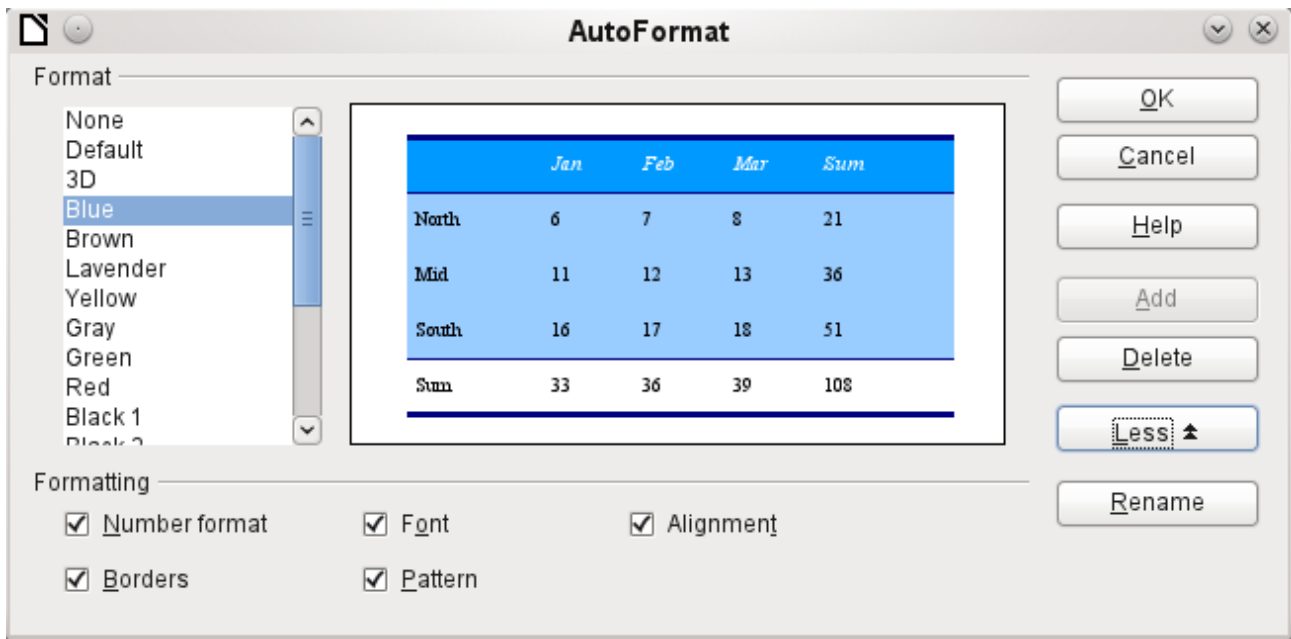 AutoFormat
Format
None
Default
3D
Blue
Brown
Lavender
Yellow
Gray
Green
Red
Black 1
Black 2
Jan Feb Mar Sum
North 6 7 8 21
Mid 11 12 13 36
South 16 17 18 51
Sum 33 36 39 108
OK
Cancel
Help
Add
Delete
Less
Rename
Formatting
Number format Font Alignment
Borders Pattern